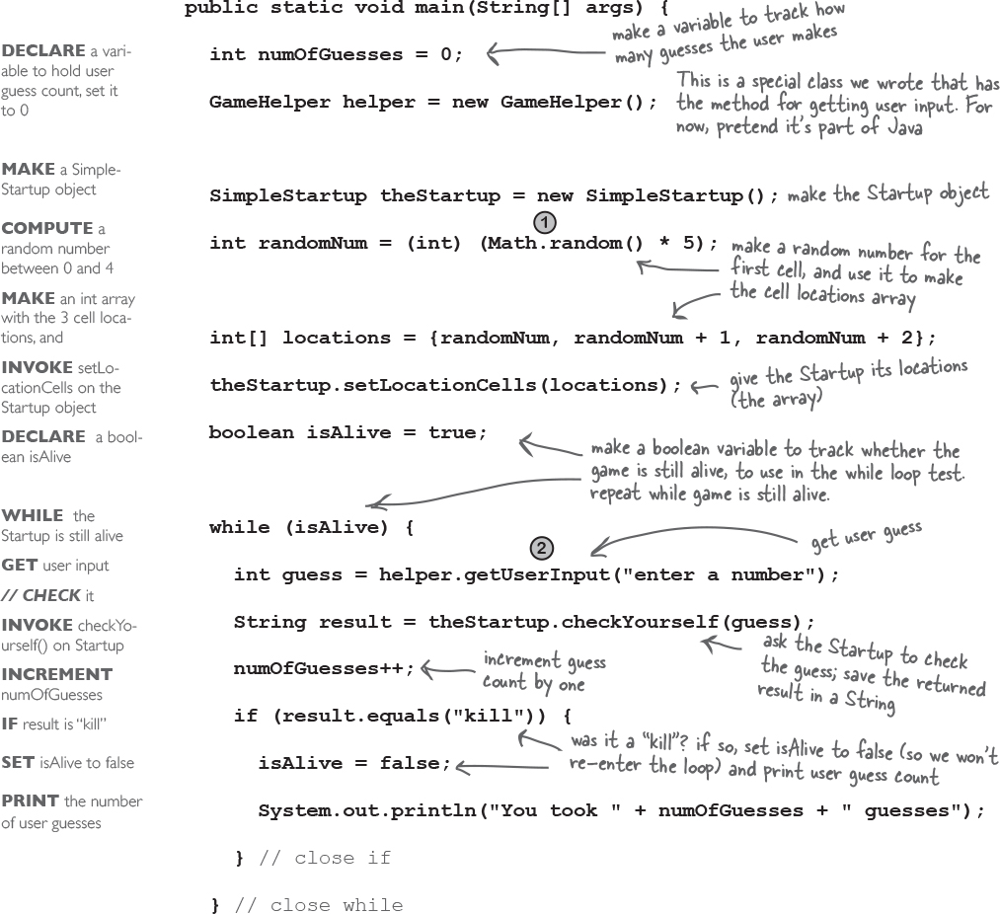 public static void main(String[] args) {
DECLARE a vari-
able to hold user
guess count, set it
to 0
int numOfGuesses = 0;
make a variable to track how
many guesses the user makes
GameHelper helper = new GameHelper();
This is a special class we wrote that has
the method for getting user input. For
now, pretend it's part of Java
MAKE a Simple-
Startup object
SimpleStartup theStartup = new SimpleStartup();
make the Startup object
COMPUTE a
random number
between 0 and 4
1
int randomNum = (int) (Math.random() * 5);
make a random number for the
first cell, and use it to make
the cell locations array
MAKE an int array
with the 3 cell loca-
tions, and
int[] locations = {randomNum, randomNum + 1, randomNum + 2};
INVOKE setLo-
cationCells on the
Startup object
theStartup.setLocationCells(locations);
give the Startup its locations
(the array)
DECLARE a bool-
ean isAlive
boolean isAlive = true;
make a boolean variable to track whether the
game is still alive, to use in the while loop test.
repeat while game is still alive.
WHILE the
Startup is still alive
while (isAlive) {
GET user input
2
int guess = helper.getUserInput("enter a number");
get user guess
// CHECK it
INVOKE checkYo-
urself() on Startup
String result = theStartup.checkYourself(guess);
ask the Startup to check
the guess; save the returned
result in a String
INCREMENT
numOfGuesses
numOfGuesses++;
increment guess
count by one
IF result is “kill”
if (result.equals("kill")) {
was it a "kill"? if so, set isAlive to false (so we won't
re-enter the loop) and print user guess count
SET isAlive to false
isAlive = false;
PRINT the number
of user guesses
System.out.println("You took " + numOfGuesses + " guesses");
} // close if
} // close while